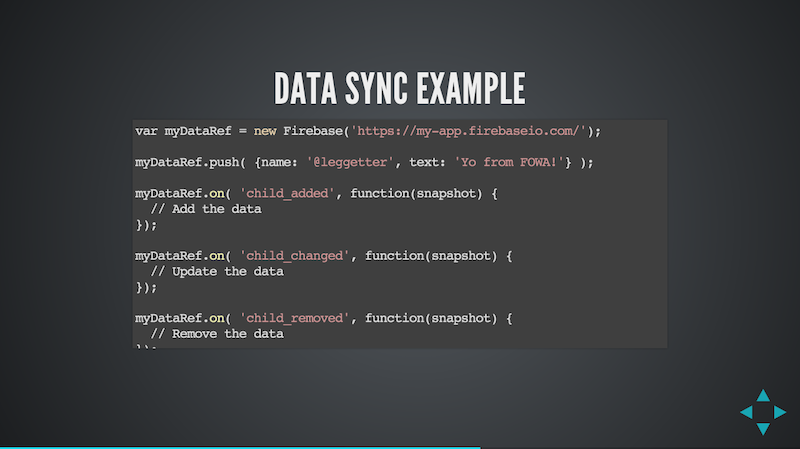 DATA SYNC EXAMPLE
var myDataRef = new Firebase('https://my-app.firebaseio.com/');
myDataRef.push( {name: '@leggetter', text: 'Yo from FOWA!'} );
myDataRef.on( 'child_added', function(snapshot) {
  // Add the data
});
myDataRef.on( 'child_changed', function(snapshot) {
  // Update the data
});
myDataRef.on( 'child_removed', function(snapshot) {
  // Remove the data
});